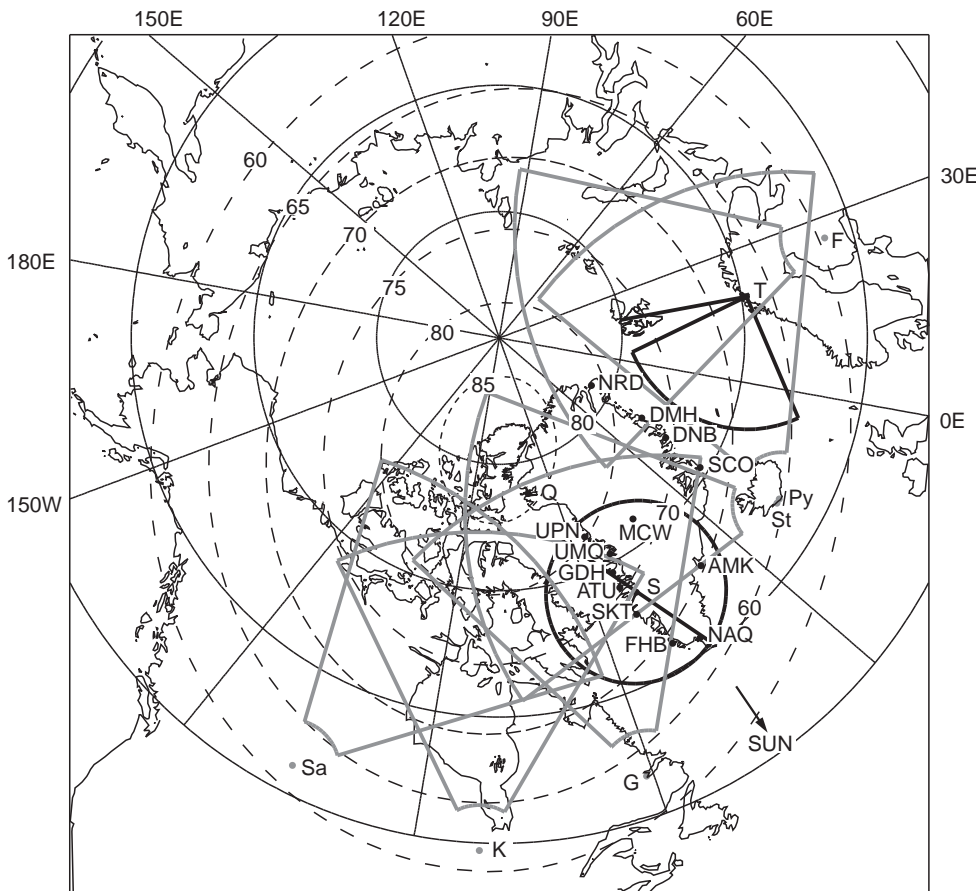 150E 120E 90E 60E
60
65
30E
70
F
180E
75
T
80
85
NRD
80
DMH
0E
DNB
SCO
Q
Py
150W
70
St
UPN
MCW
UMQ
GDH
AMK
ATU
S
SKT
60
NAQ
FHB
SUN
Sa
G
K